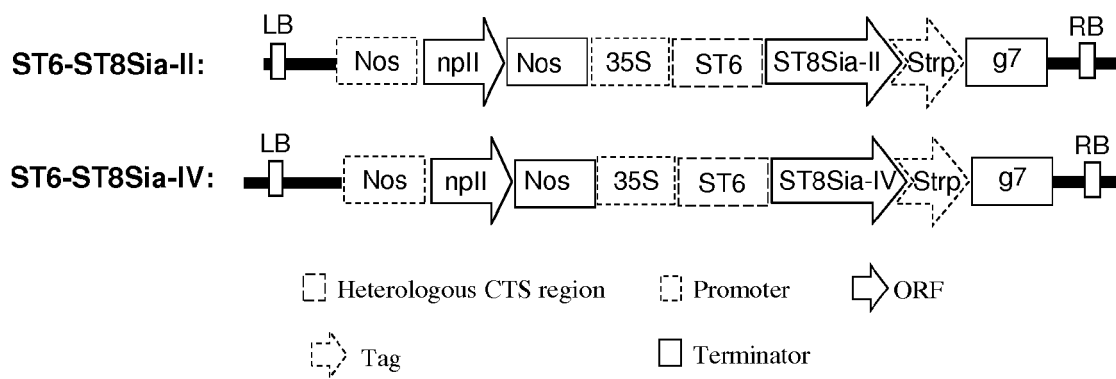 LB RB
ST6-ST8Sia-II: Nos npII Nos 35S ST6 ST8Sia-II Strp g7
LB RB
ST6-ST8Sia-IV: Nos npII Nos 35S ST6 ST8Sia-IV Strp g7
Heterologous CTS region Promoter ORF
Tag Terminator